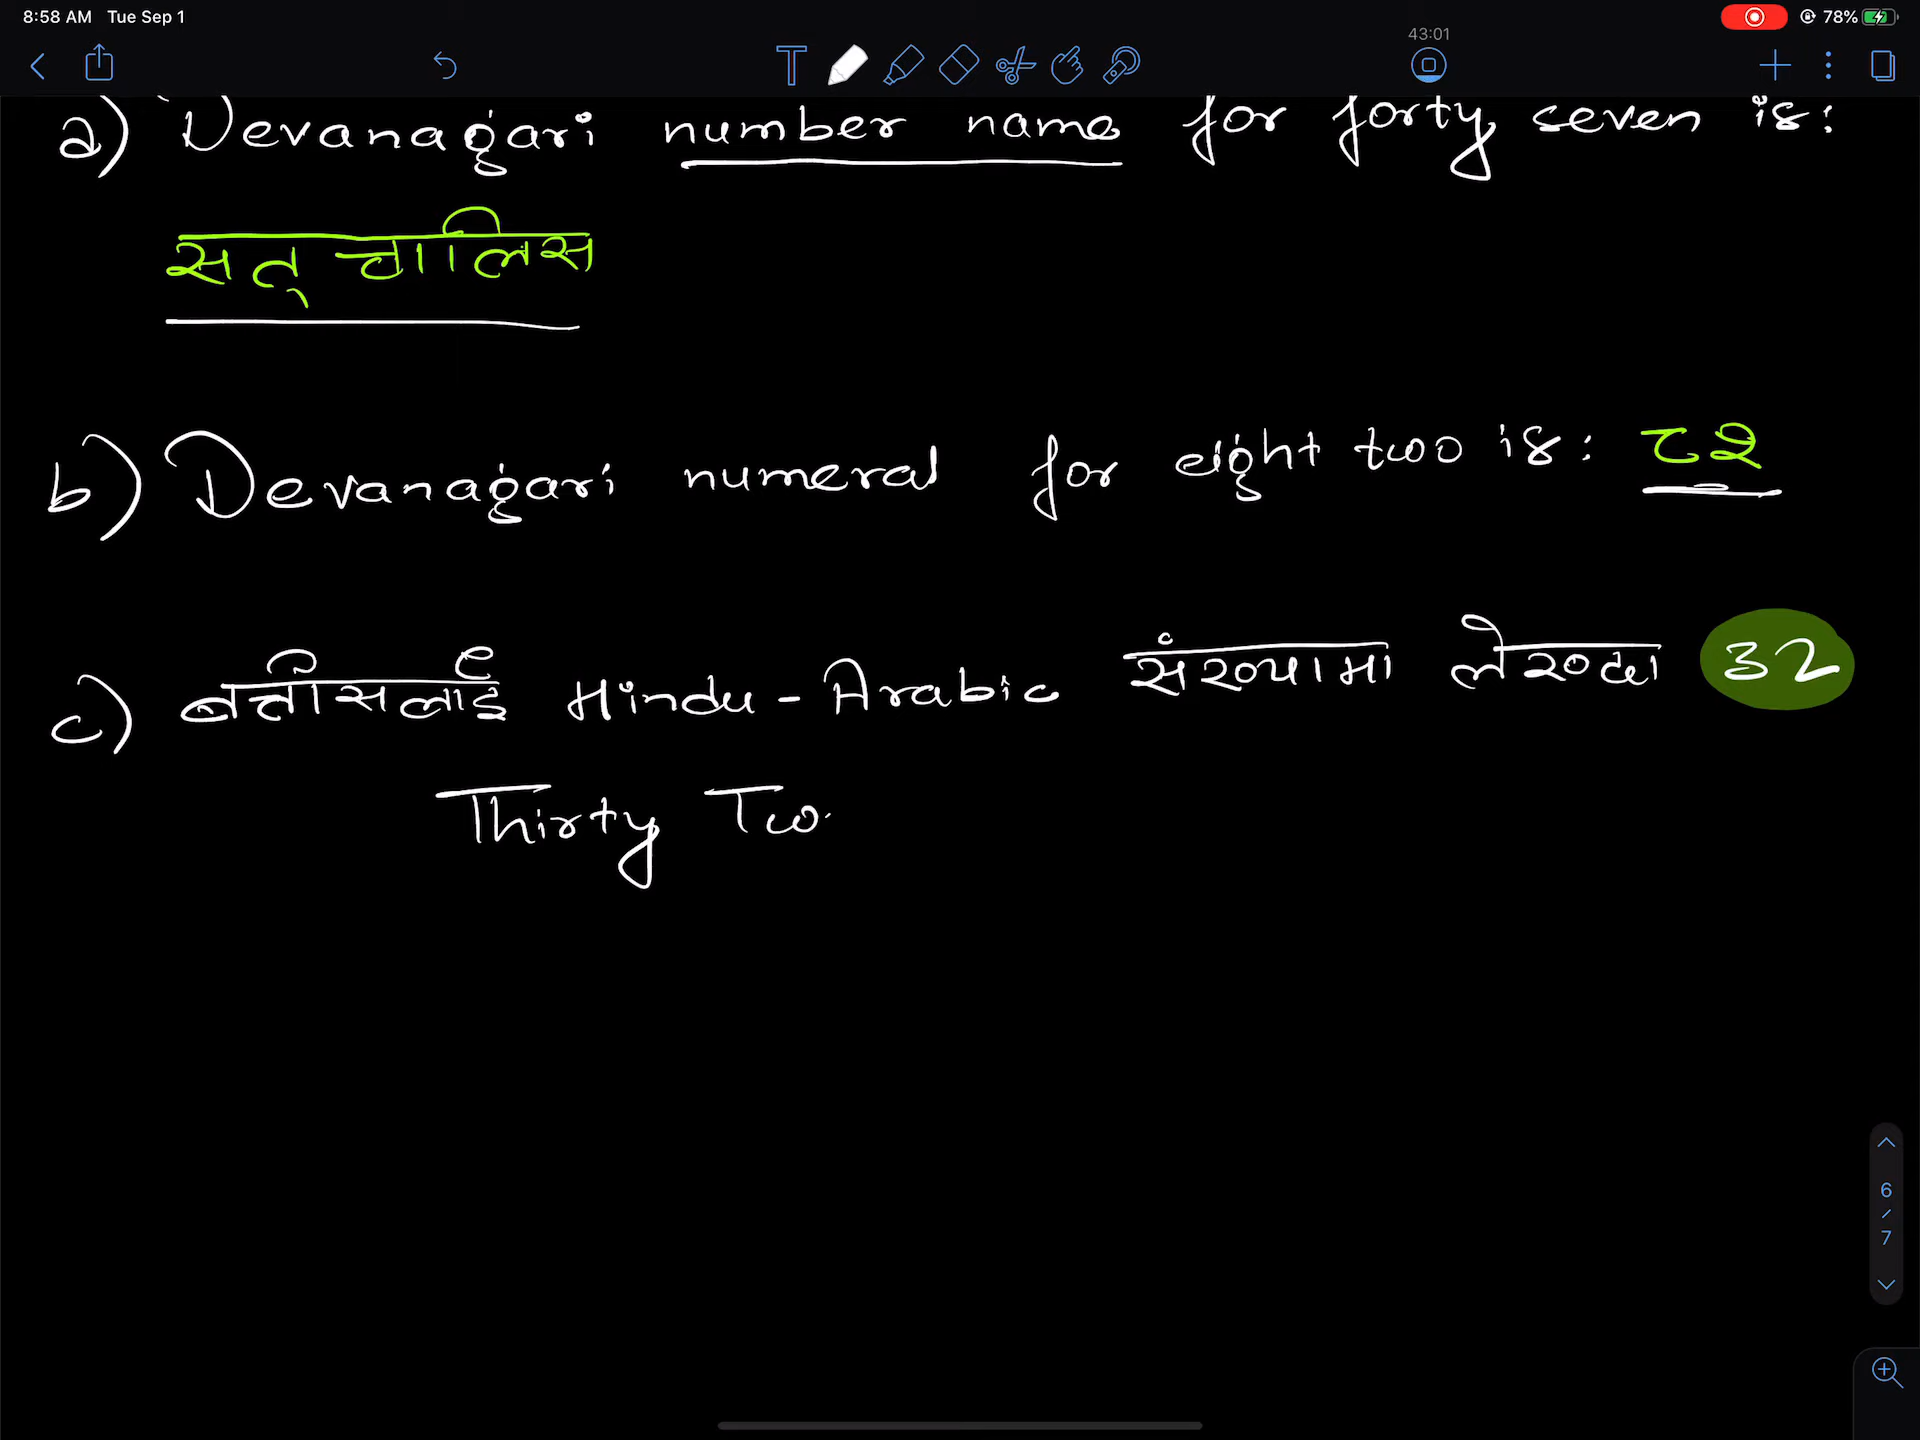 8:58 AM Tue Sep 1
78%
43:01
a) Devanagari number name for forty seven is:
सत् चालिस
b) Devanagari numeral for eight two is: ८२
c) बत्तीसलाई Hindu-Arabic संख्यामा लेख्दा 32
Thirty Two
6
/
7